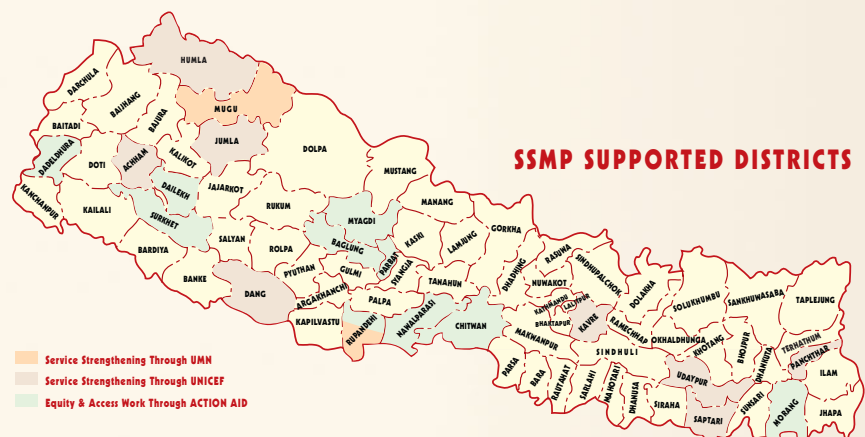 HUMLA
DARCHULA
BAIJHANG
MUGU
BAJURA
BAITADI
JUMLA
DOLPA
SSMP SUPPORTED DISTRICTS
DADELDHURA
DOTI
ACHHAM
KALIKOT
MUSTANG
DAILEKH
JAJARKOT
KANCHANPUR
KAILALI
SURKHET
RUKUM
MANANG
MYAGDI
GORKHA
BARDIYA
SALYAN
ROLPA
BAGLUNG
PARBAT
KASKI
LAMJUNG
RASUWA
SINDHUPALCHOK
BANKE
PYUTHAN
GULMI
SYANGJA
DHADHING
NUWAKOT
DOLAKHA
DANG
ARGAKHANCHI
PALPA
TANAHUN
KATHMANDU
LALITPUR
BHAKTAPUR
KAVRE
RAMECHHAP
SOLUKHUMBU
SANKHUWASABA
TAPLEJUNG
KAPILVASTU
RUPANDEHI
NAWALPARASI
CHITWAN
MAKWANPUR
SINDHULI
OKHALDHUNGA
KHOTANG
BHOJPUR
DHANKUTA
TERHATHUM
PANCHTHAR
ILAM
PARSA
BARA
RAUTAHAT
SARLAHI
MAHOTARI
DHANUSA
SIRAHA
UDAYPUR
SAPTARI
SUNSARI
MORANG
JHAPA
Service Strengthening Through UMN
Service Strengthening Through UNICEF
Equity & Access Work Through ACTION AID